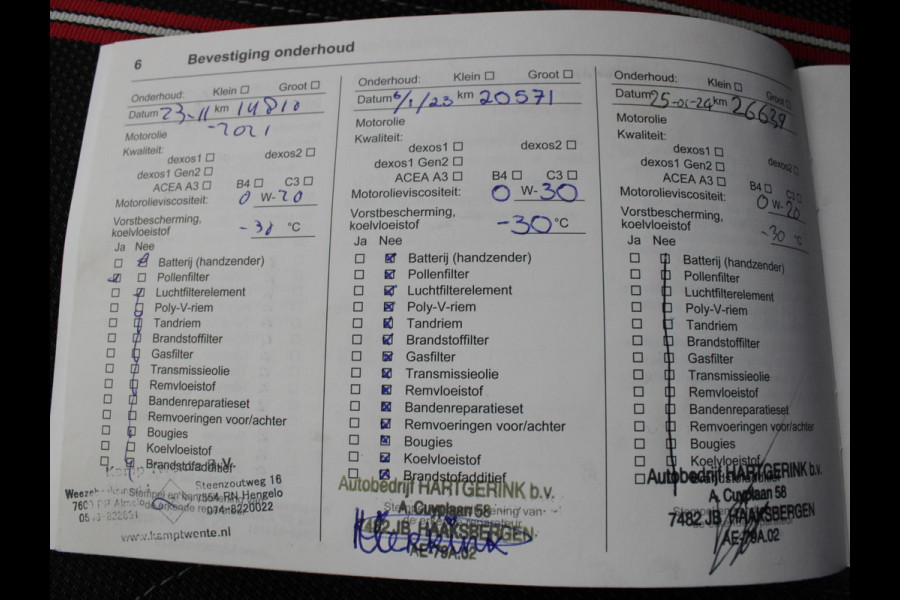 6 Bevestiging onderhoud
Onderhoud: Klein Groot
Datum 23-11 km 14810
-2021
Motorolie
Kwaliteit:
dexos1 dexos2
dexos1 Gen2
ACEA A3 B4 C3
Motorolieviscositeit: 0 W-20
Vorstbescherming,
koelvloeistof -30 °C
Ja Nee
Batterij (handzender)
Pollenfilter
Luchtfilterelement
Poly-V-riem
Tandriem
Brandstoffilter
Gasfilter
Transmissieolie
Remvloeistof
Bandenreparatieset
Remvoeringen voor/achter
Bougies
Koelvloeistof
Brandstofadditief
Steenzoutweg 16
7554 RN Hengelo
074-8220022
www.kamptwente.nl
Onderhoud: Klein Groot
Datum 6/1/23 km 20571
Motorolie
Kwaliteit:
dexos1 dexos2
dexos1 Gen2
ACEA A3 B4 C3
Motorolieviscositeit: 0 W-30
Vorstbescherming,
koelvloeistof -30 °C
Ja Nee
Batterij (handzender)
Pollenfilter
Luchtfilterelement
Poly-V-riem
Tandriem
Brandstoffilter
Gasfilter
Transmissieolie
Remvloeistof
Bandenreparatieset
Remvoeringen voor/achter
Bougies
Koelvloeistof
Brandstofadditief
Autobedrijf HARTGERINK b.v.
A. Cuyplaan 58
7482 JB HAAKSBERGEN
AE-79A.02
Onderhoud: Klein Groot
Datum 25-01-24 km 26639
Motorolie
Kwaliteit:
dexos1 dexos2
dexos1 Gen2
ACEA A3 B4 C3
Motorolieviscositeit: 0 W-20
Vorstbescherming,
koelvloeistof -30 °C
Ja Nee
Batterij (handzender)
Pollenfilter
Luchtfilterelement
Poly-V-riem
Tandriem
Brandstoffilter
Gasfilter
Transmissieolie
Remvloeistof
Bandenreparatieset
Remvoeringen voor/achter
Bougies
Koelvloeistof
Autobedrijf HARTGERINK b.v.
A. Cuyplaan 58
7482 JB HAAKSBERGEN
AE-79A.02